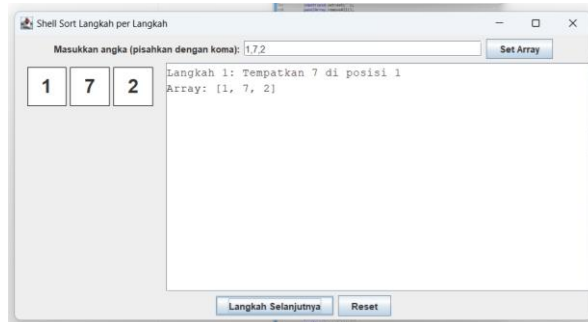 Shell Sort Langkah per Langkah
Masukkan angka (pisahkan dengan koma): 1,7,2 Set Array
1 7 2
Langkah 1: Tempatkan 7 di posisi 1
Array: [1, 7, 2]
Langkah Selanjutnya Reset